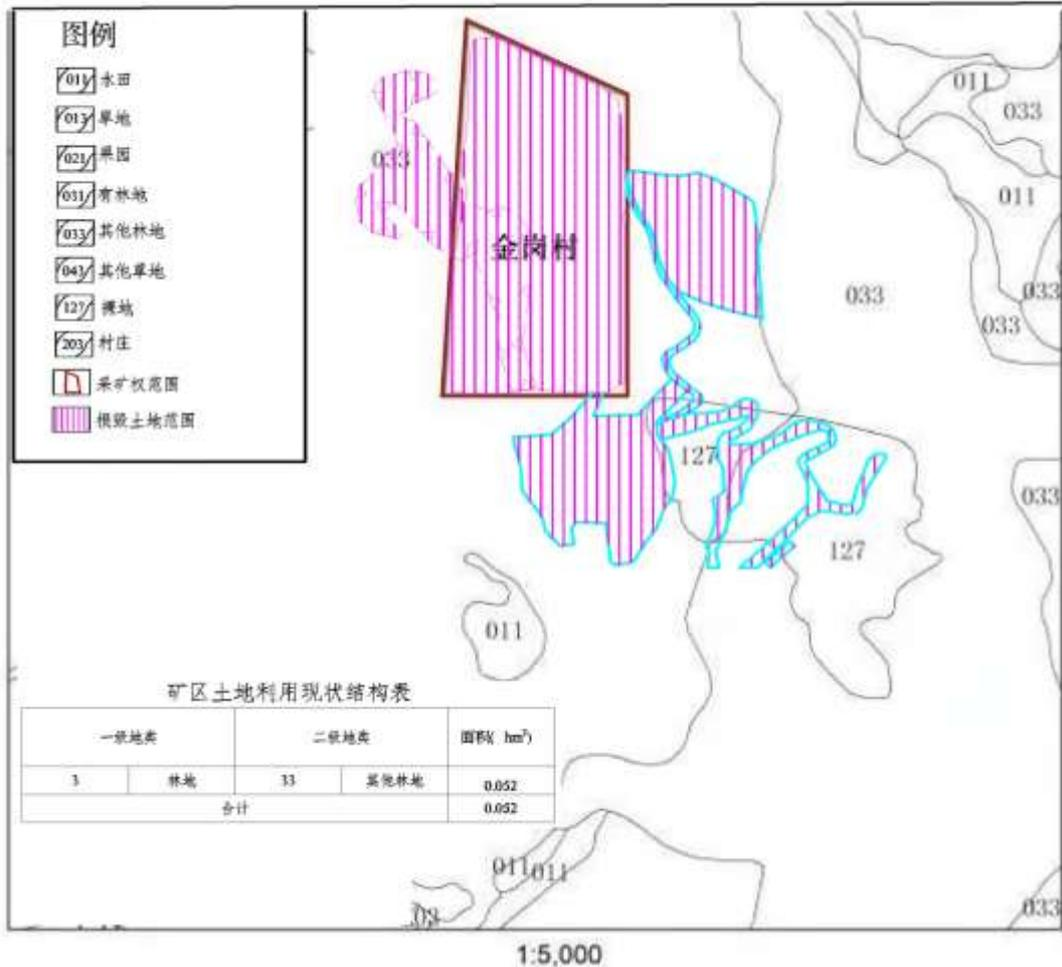 图例
011 水田
013 旱地
021 果园
031 有林地
033 其他林地
043 其他草地
127 裸地
203 村庄
采矿权范围
损毁土地范围
011
033
033
011
金岗村
033
033
033
127
033
127
011
矿区土地利用现状结构表
一级地类 二级地类 面积( hm²)
3 林地 33 其他林地 0.052
合计 0.052
011 011
03
033
1:5,000